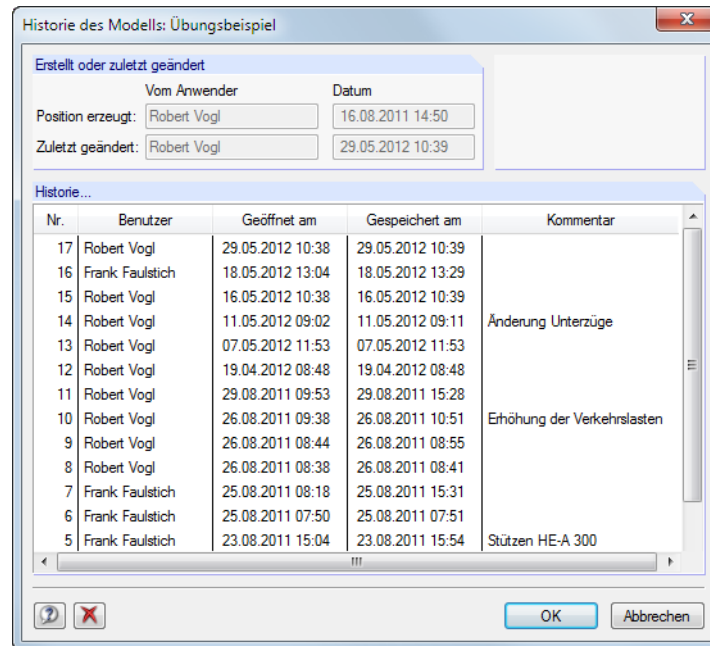 Historie des Modells: Übungsbeispiel
Erstellt oder zuletzt geändert
Vom Anwender Datum
Position erzeugt: Robert Vogl 16.08.2011 14:50
Zuletzt geändert: Robert Vogl 29.05.2012 10:39
Historie...
Nr. Benutzer Geöffnet am Gespeichert am Kommentar
17 Robert Vogl 29.05.2012 10:38 29.05.2012 10:39
16 Frank Faulstich 18.05.2012 13:04 18.05.2012 13:29
15 Robert Vogl 16.05.2012 10:38 16.05.2012 10:39
14 Robert Vogl 11.05.2012 09:02 11.05.2012 09:11 Änderung Unterzüge
13 Robert Vogl 07.05.2012 11:53 07.05.2012 11:53
12 Robert Vogl 19.04.2012 08:48 19.04.2012 08:48
11 Robert Vogl 29.08.2011 09:53 29.08.2011 15:28
10 Robert Vogl 26.08.2011 09:38 26.08.2011 10:51 Erhöhung der Verkehrslasten
9 Robert Vogl 26.08.2011 08:44 26.08.2011 08:55
8 Robert Vogl 26.08.2011 08:38 26.08.2011 08:41
7 Frank Faulstich 25.08.2011 08:18 25.08.2011 15:31
6 Frank Faulstich 25.08.2011 07:50 25.08.2011 07:51
5 Frank Faulstich 23.08.2011 15:04 23.08.2011 15:54 Stützen HE-A 300
OK Abbrechen